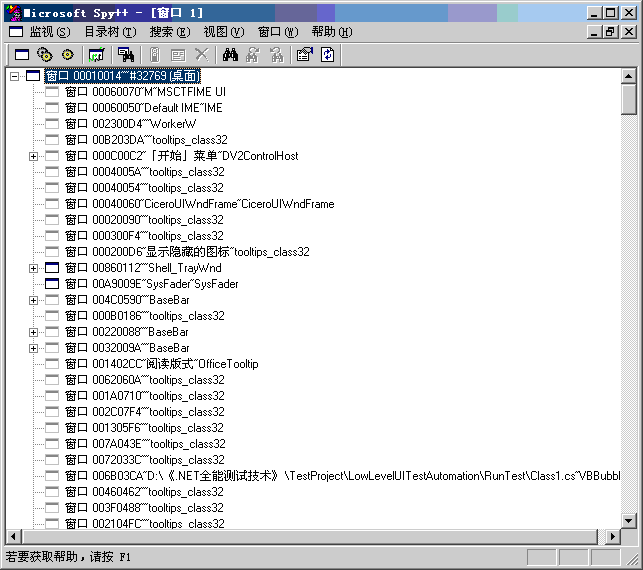 Microsoft Spy++ - [窗口 1]
监视(S) 目录树(T) 搜索(E) 视图(V) 窗口(W) 帮助(H)
窗口 00010014""#32769 (桌面)
窗口 00060070"M"MSCTFIME UI
窗口 00060050"Default IME"IME
窗口 002300D4""WorkerW
窗口 00B203DA""tooltips_class32
窗口 000C00C2"「开始」菜单"DV2ControlHost
窗口 0004005A""tooltips_class32
窗口 00040054""tooltips_class32
窗口 00040060"CiceroUIWndFrame"CiceroUIWndFrame
窗口 00020090""tooltips_class32
窗口 000300F4""tooltips_class32
窗口 000200D6"显示隐藏的图标"tooltips_class32
窗口 00860112""Shell_TrayWnd
窗口 00A9009E"SysFader"SysFader
窗口 004C0590""BaseBar
窗口 000B0186""tooltips_class32
窗口 00220088""BaseBar
窗口 0032009A""BaseBar
窗口 001402CC"阅读版式"OfficeTooltip
窗口 0062060A""tooltips_class32
窗口 001A0710""tooltips_class32
窗口 002C07F4""tooltips_class32
窗口 001305F6""tooltips_class32
窗口 007A043E""tooltips_class32
窗口 0072033C""tooltips_class32
窗口 006B03CA"D:\《.NET全能测试技术》\TestProject\LowLevelUITestAutomation\RunTest\Class1.cs"VBBubbl
窗口 00460462""tooltips_class32
窗口 003F0488""tooltips_class32
窗口 002104FC""tooltips_class32
若要获取帮助，请按 F1